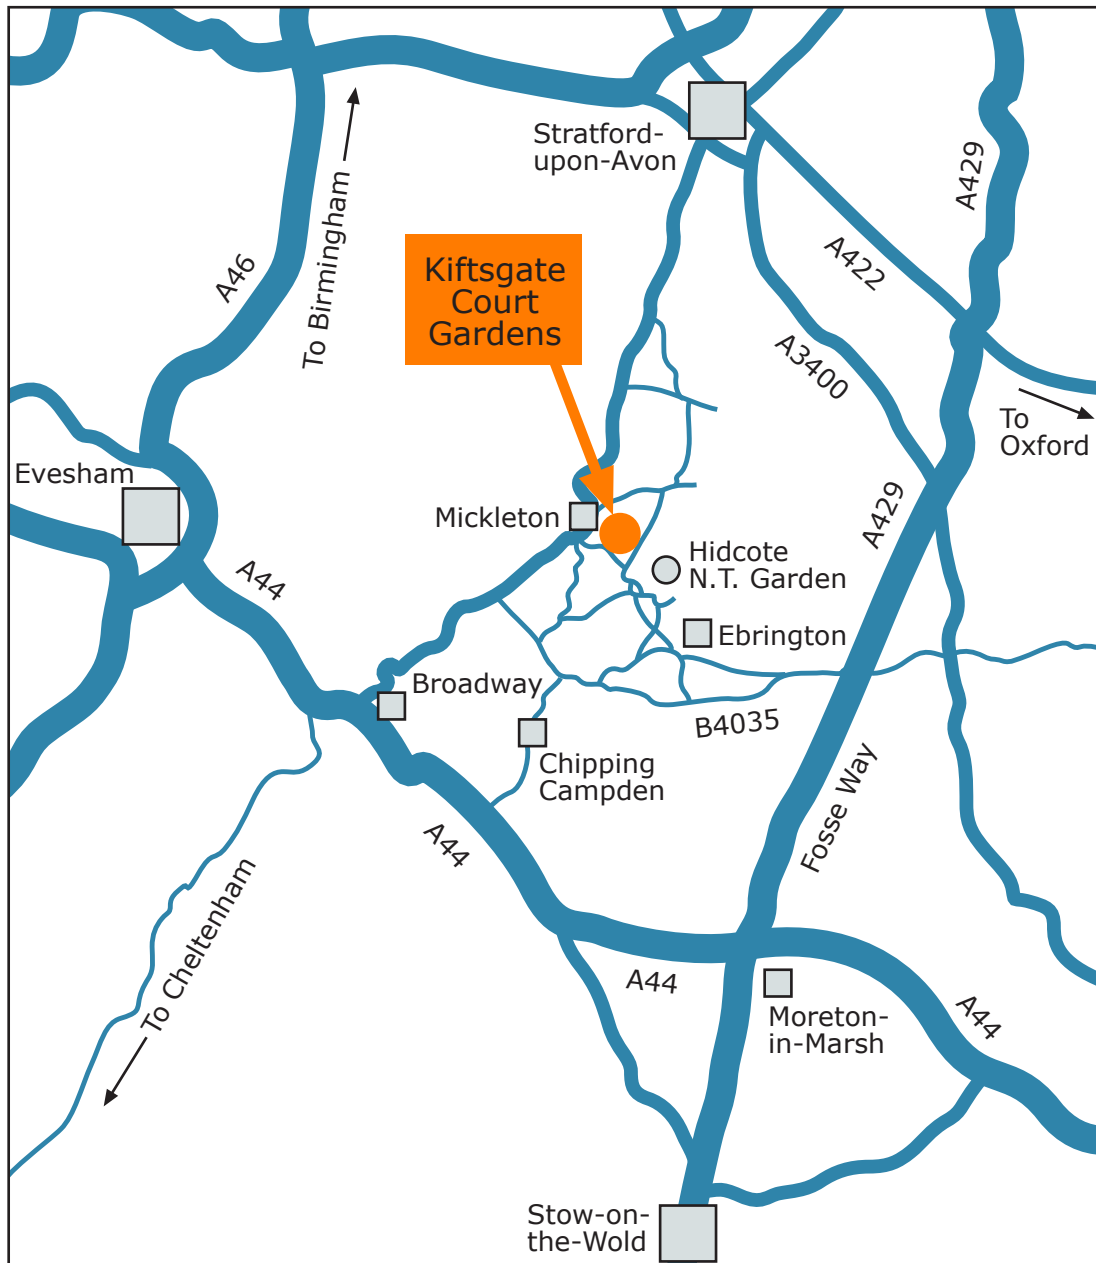 Stratford-
upon-Avon
A429
To Birmingham
A46
Kiftsgate
Court
Gardens
A422
A3400
To
Oxford
Evesham
Mickleton
A429
Hidcote
N.T. Garden
A44
Ebrington
Broadway
B4035
Chipping
Campden
Fosse Way
A44
To Cheltenham
A44
Moreton-
in-Marsh
A44
Stow-on-
the-Wold